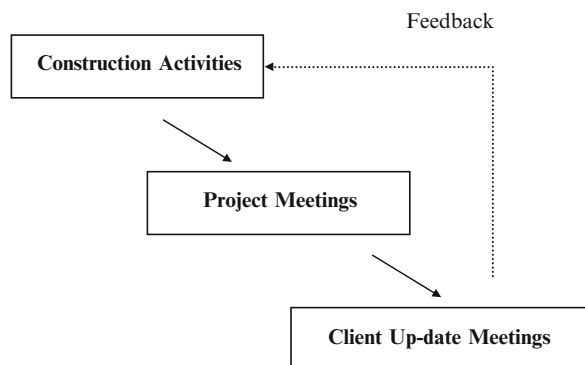 Feedback
Construction Activities
Project Meetings
Client Up-date Meetings